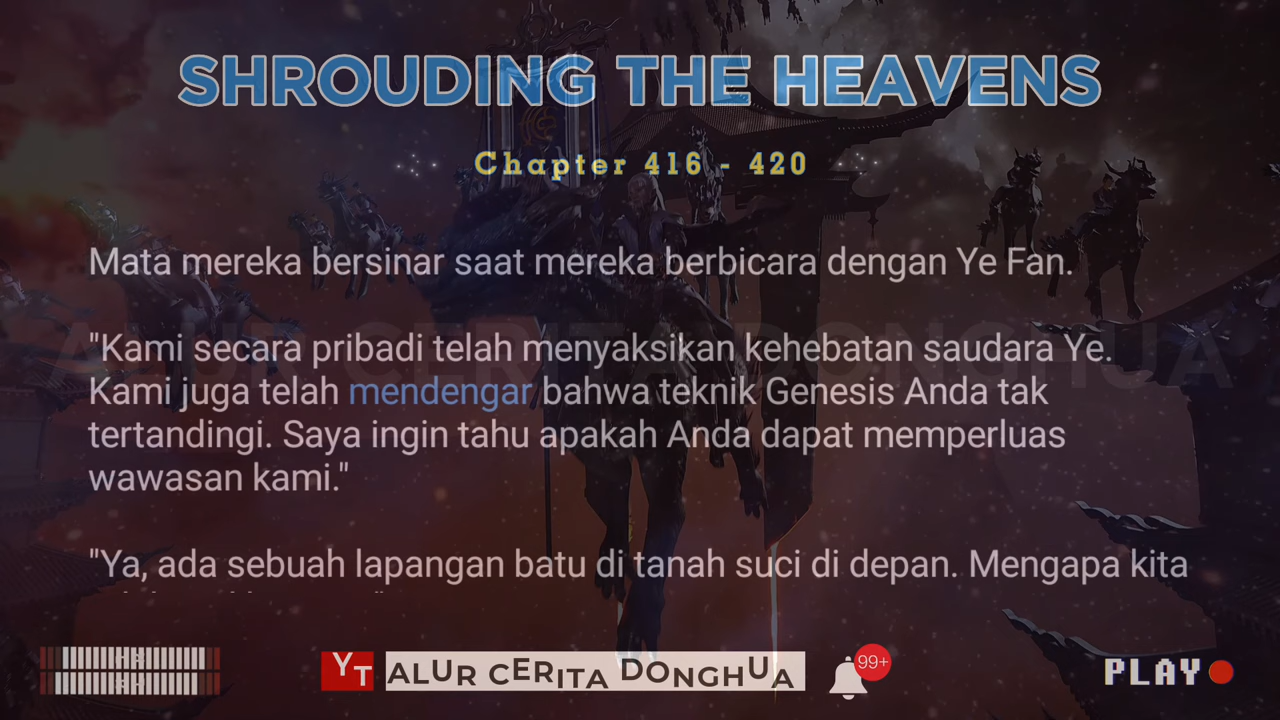 SHROUDING THE HEAVENS
Chapter 416 - 420
Mata mereka bersinar saat mereka berbicara dengan Ye Fan.
"Kami secara pribadi telah menyaksikan kehebatan saudara Ye.
Kami juga telah mendengar bahwa teknik Genesis Anda tak
tertandingi. Saya ingin tahu apakah Anda dapat memperluas
wawasan kami."
"Ya, ada sebuah lapangan batu di tanah suci di depan. Mengapa kita
ALUR CERITA DONGHUA
YT ALUR CERITA DONGHUA
99+
PLAY